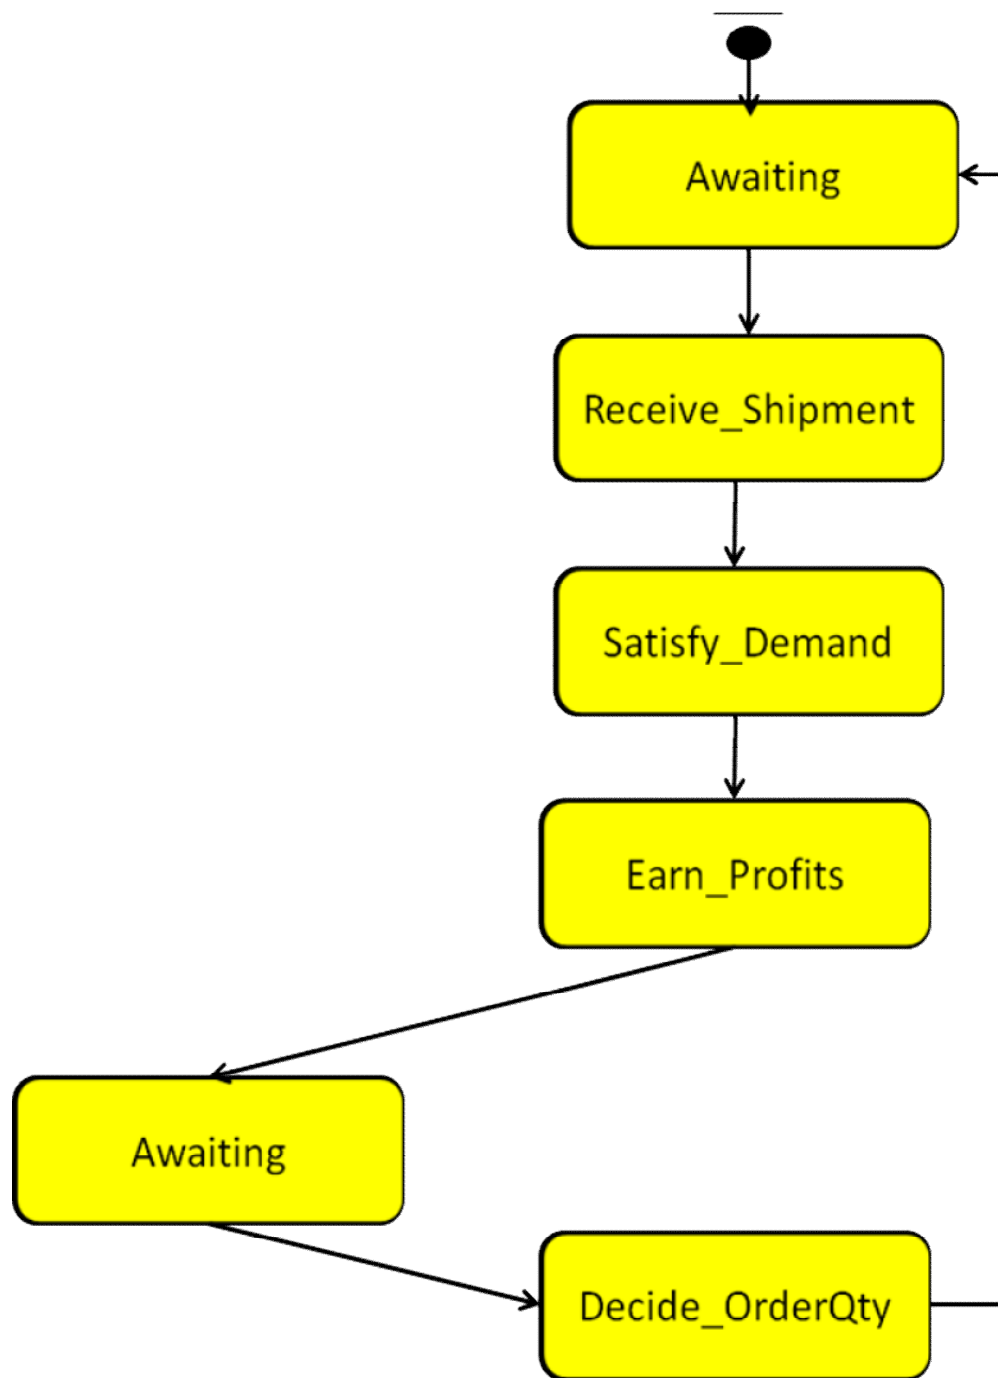 Awaiting
Receive_Shipment
Satisfy_Demand
Earn_Profits
Awaiting
Decide_OrderQty